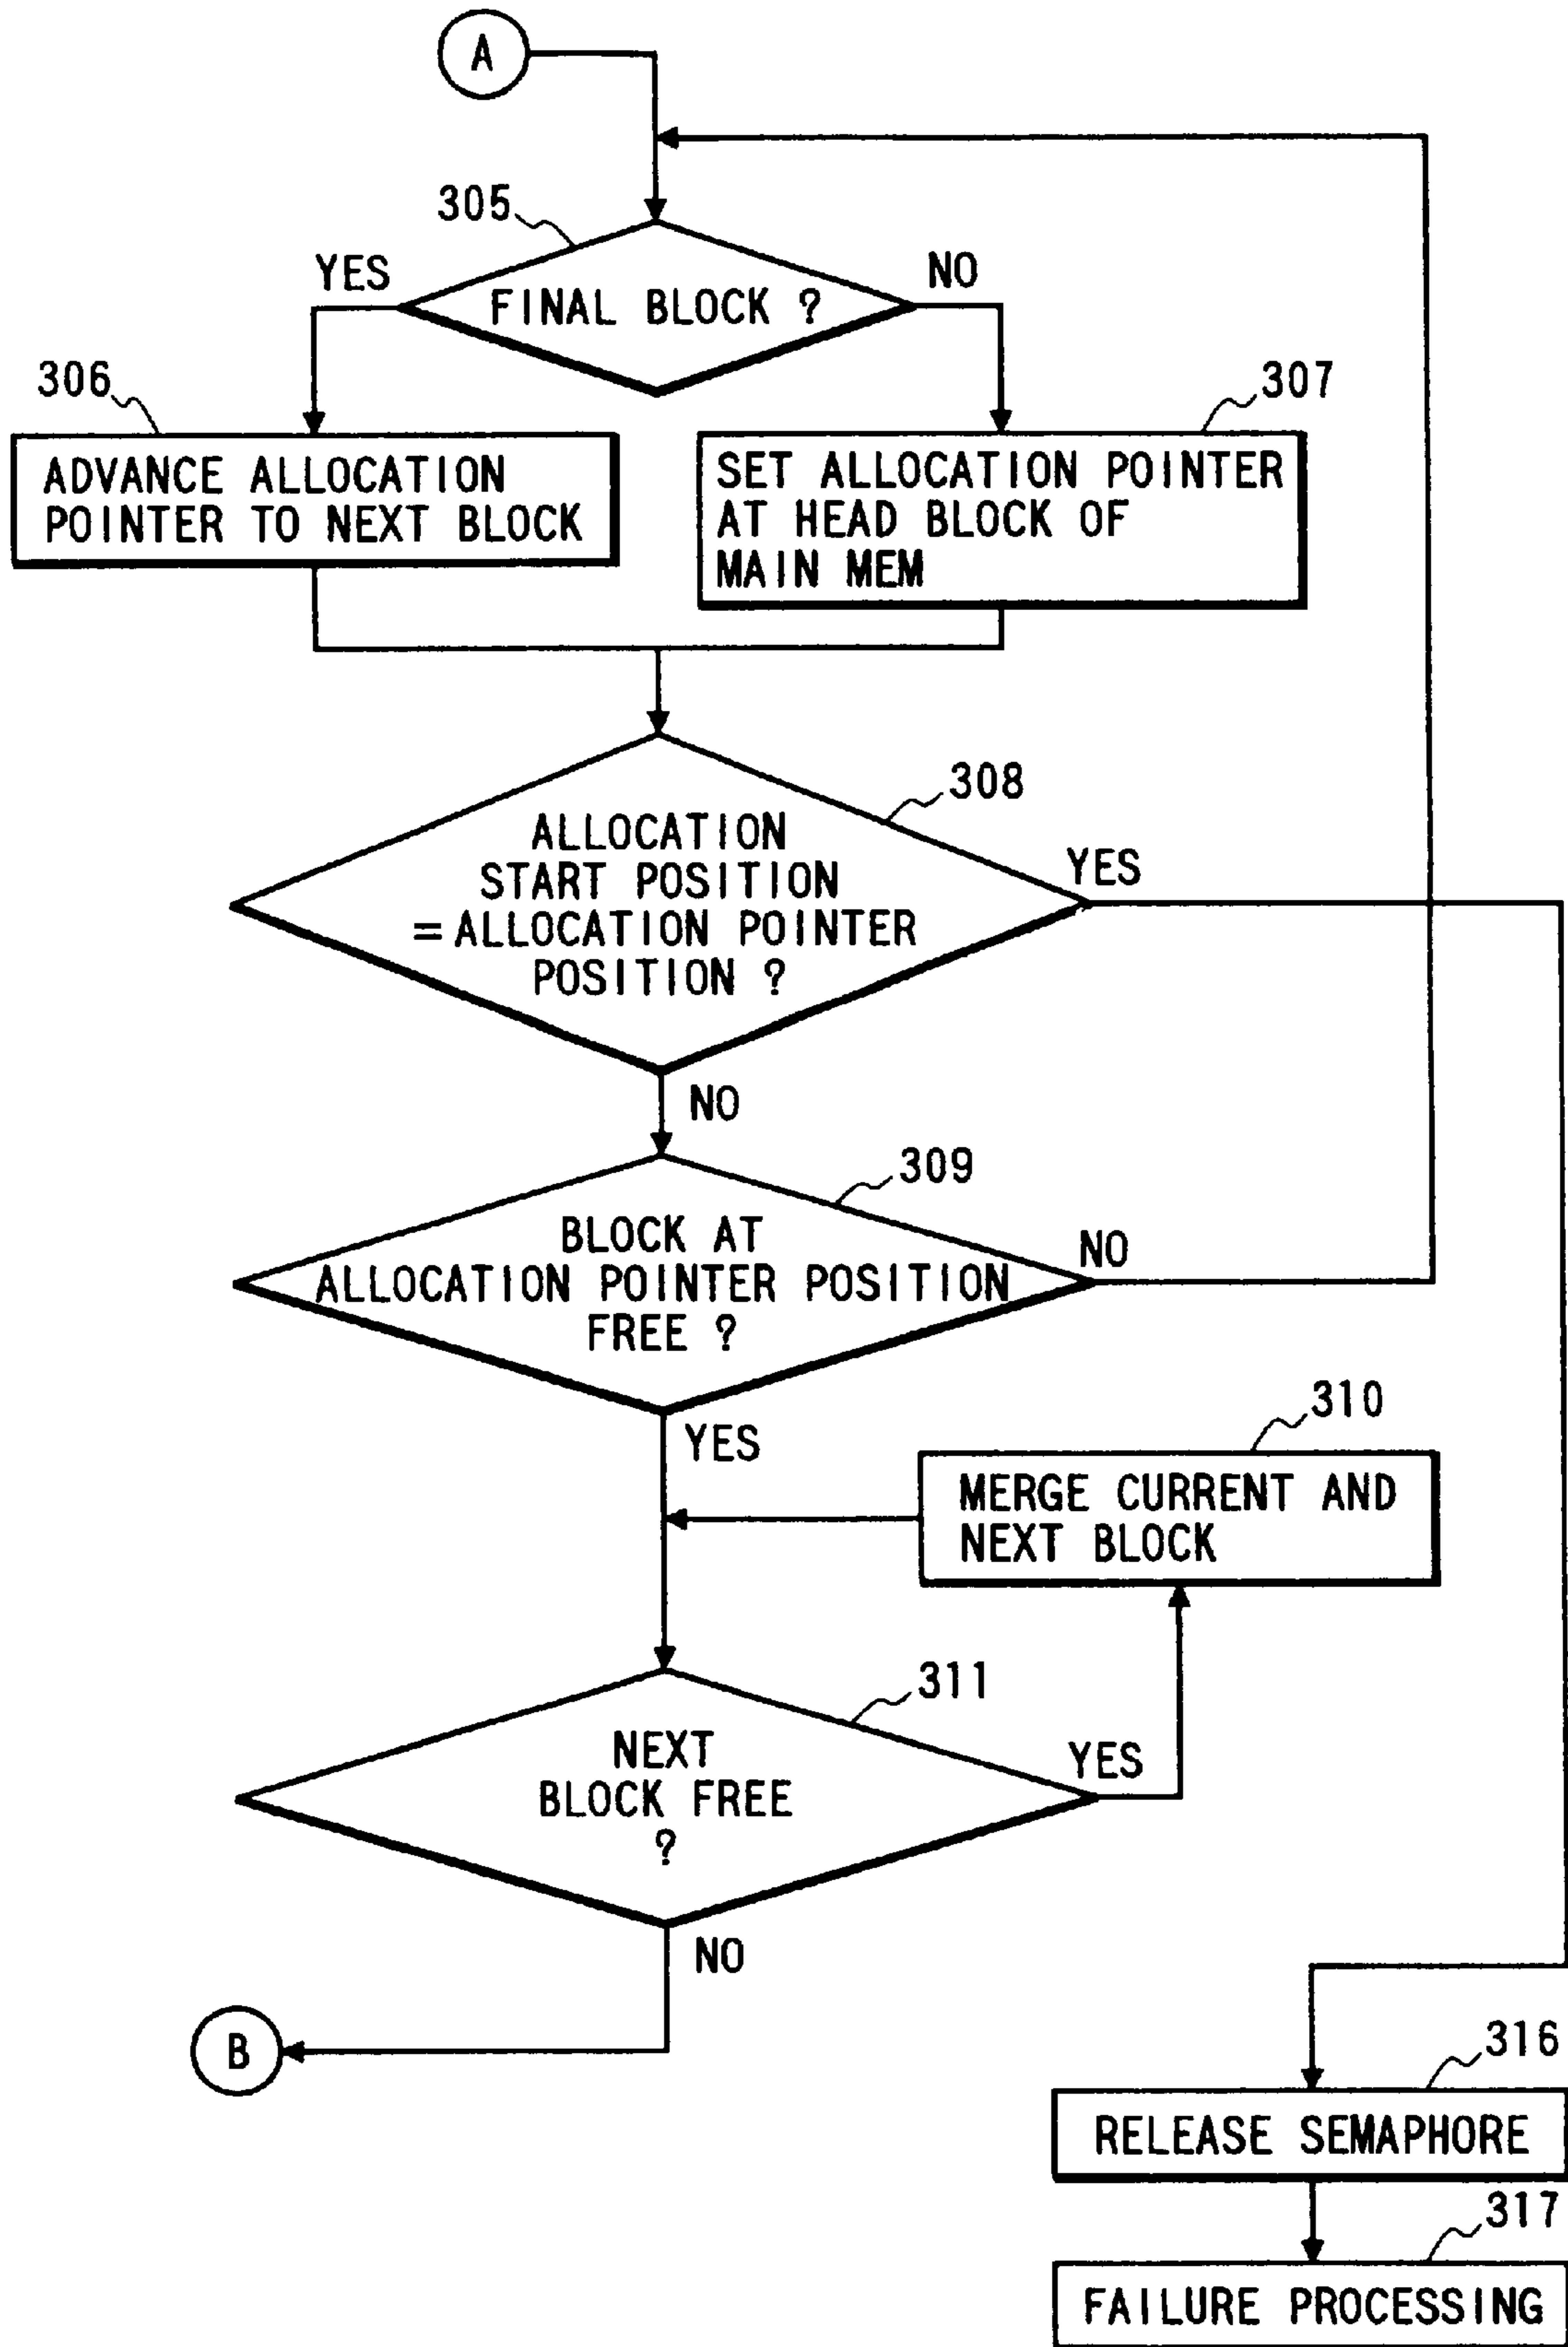 A
305
YES
NO
FINAL BLOCK ?
306
307
ADVANCE ALLOCATION
POINTER TO NEXT BLOCK
SET ALLOCATION POINTER
AT HEAD BLOCK OF
MAIN MEM
308
ALLOCATION
START POSITION
= ALLOCATION POINTER
POSITION ?
YES
NO
309
BLOCK AT
ALLOCATION POINTER POSITION
FREE ?
NO
YES
310
MERGE CURRENT AND
NEXT BLOCK
311
NEXT
BLOCK FREE
?
YES
NO
B
316
RELEASE SEMAPHORE
317
FAILURE PROCESSING